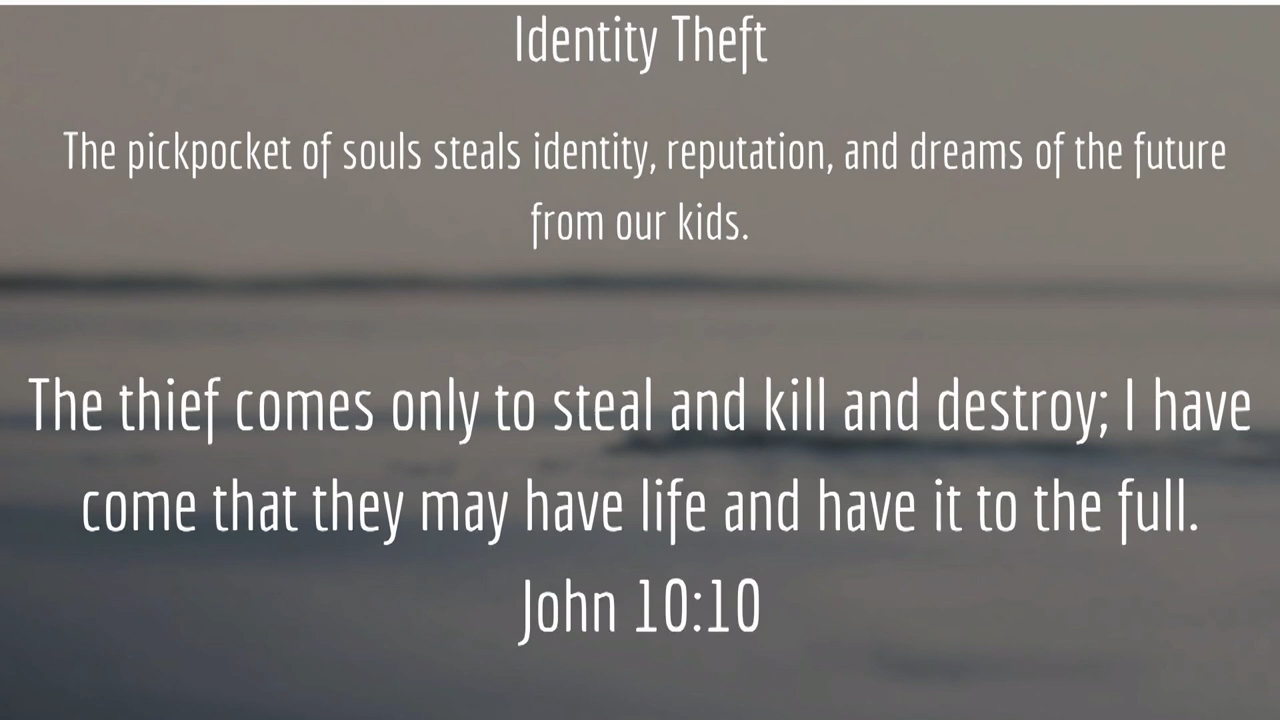 Identity Theft
The pickpocket of souls steals identity, reputation, and dreams of the future
from our kids.
The thief comes only to steal and kill and destroy; I have
come that they may have life and have it to the full.
John 10:10